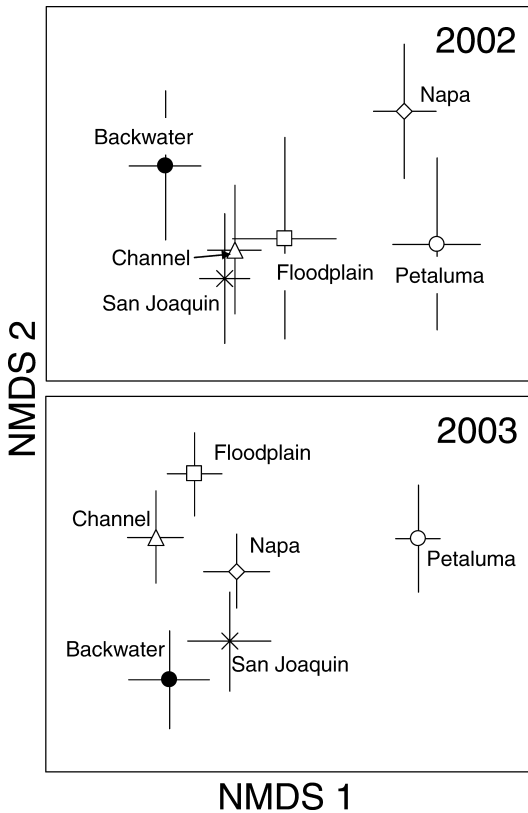 2002
Napa
Backwater
Channel
Floodplain
Petaluma
San Joaquin
NMDS 2
2003
Floodplain
Channel
Napa
Petaluma
Backwater
San Joaquin
NMDS 1